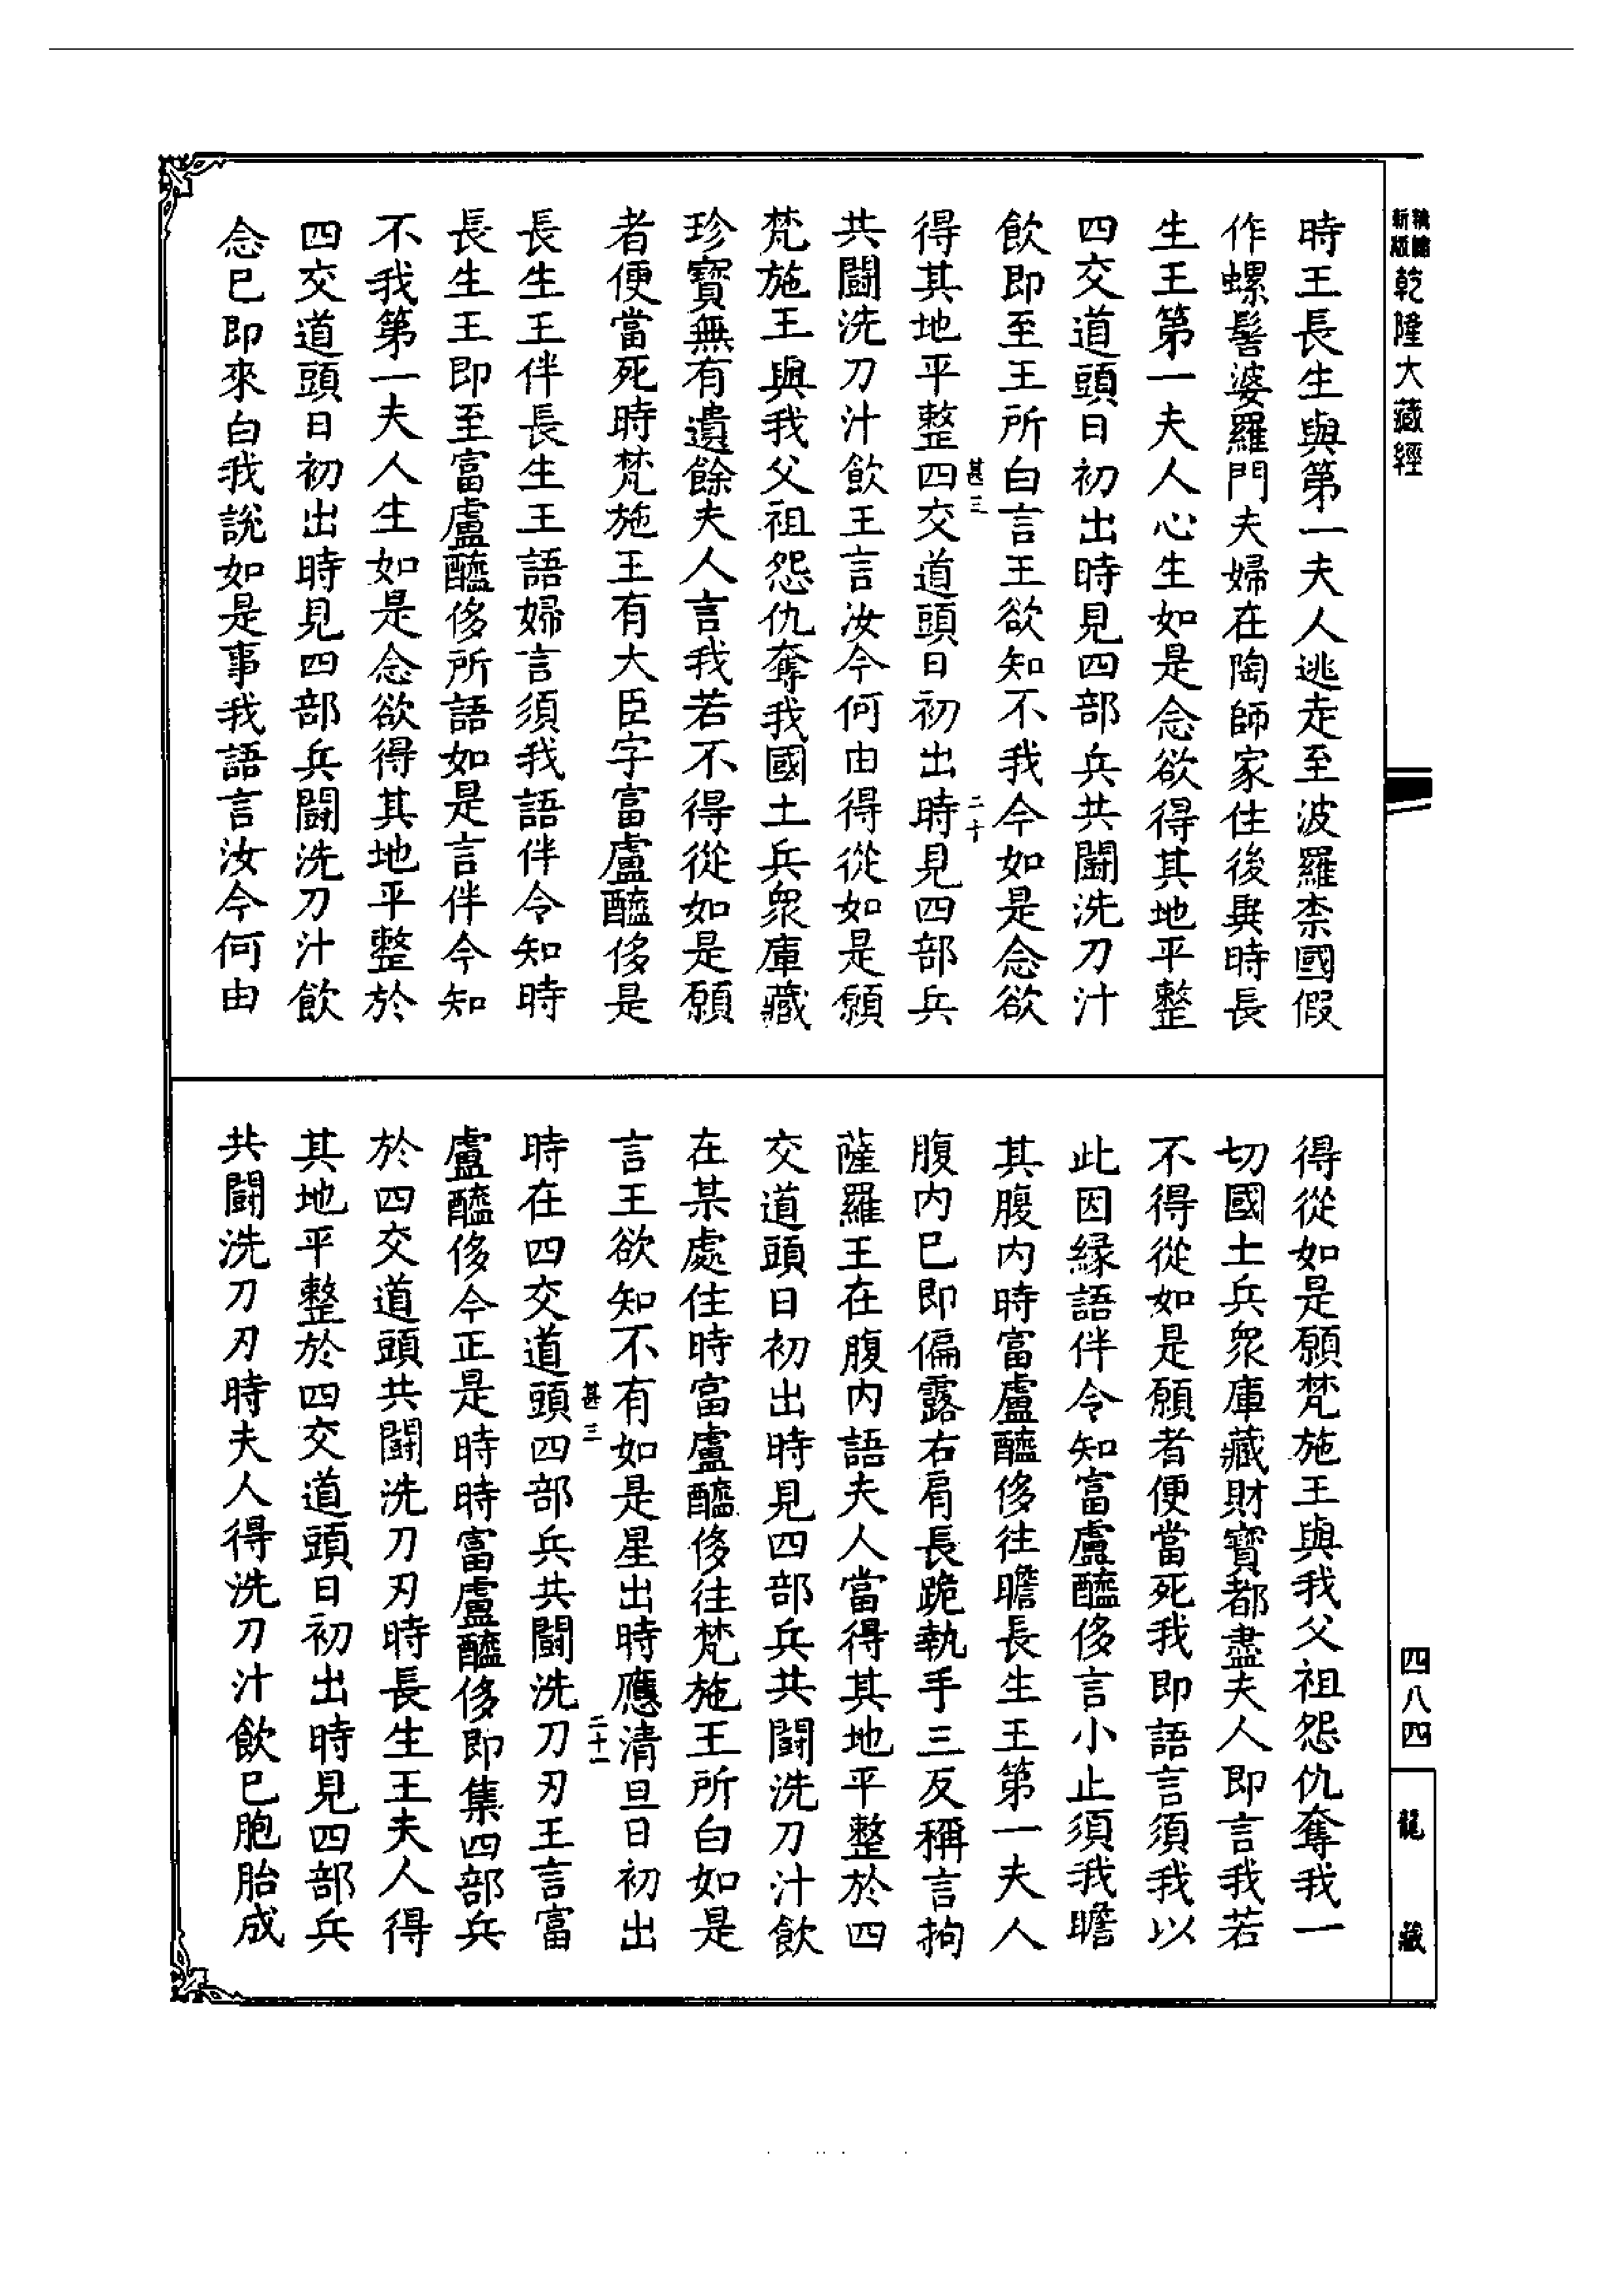 新版
精縮
乾隆大藏經
時王長生與第一夫人逃走至波羅柰國假
作螺髻婆羅門夫婦在陶師家住後異時長
生王第一夫人心生如是念欲得其地平整
四交道頭日初出時見四部兵共鬪洗刀汁
飲即至王所白言王欲知不我今如是念欲
得其地平整四交道頭日初出時見四部兵
甚三
二十
共鬪洗刀汁飲王言汝今何由得從如是願
梵施王與我父祖怨仇奪我國土兵衆庫藏
珍寶無有遺餘夫人言我若不得從如是願
者便當死時梵施王有大臣字富盧醯侈是
長生王伴長生王語婦言須我語伴令知時
長生王即至富盧醯侈所語如是言伴今知
不我第一夫人生如是念欲得其地平整於
四交道頭日初出時見四部兵鬪洗刀汁飲
念已即來白我說如是事我語言汝今何由
得從如是願梵施王與我父祖怨仇奪我一
切國土兵衆庫藏財寶都盡夫人即言我若
不得從如是願者便當死我即語言須我以
此因緣語伴令知富盧醯侈言小止須我瞻
其腹內時富盧醯侈往瞻長生王第一夫人
腹內已即偏露右肩長跪執手三反稱言拘
薩羅王在腹內語夫人當得其地平整於四
交道頭日初出時見四部兵共鬪洗刀汁飲
在某處住時富盧醯侈往梵施王所白如是
言王欲知不有如是星出時應清旦日初出
甚三
二十一
時在四交道頭四部兵共鬪洗刀刃王言富
盧醯侈今正是時時富盧醯侈即集四部兵
於四交道頭共鬪洗刀刃時長生王夫人得
其地平整於四交道頭日初出時見四部兵
共鬪洗刀刃時夫人得洗刀汁飲已胞胎成
四八四
龍藏